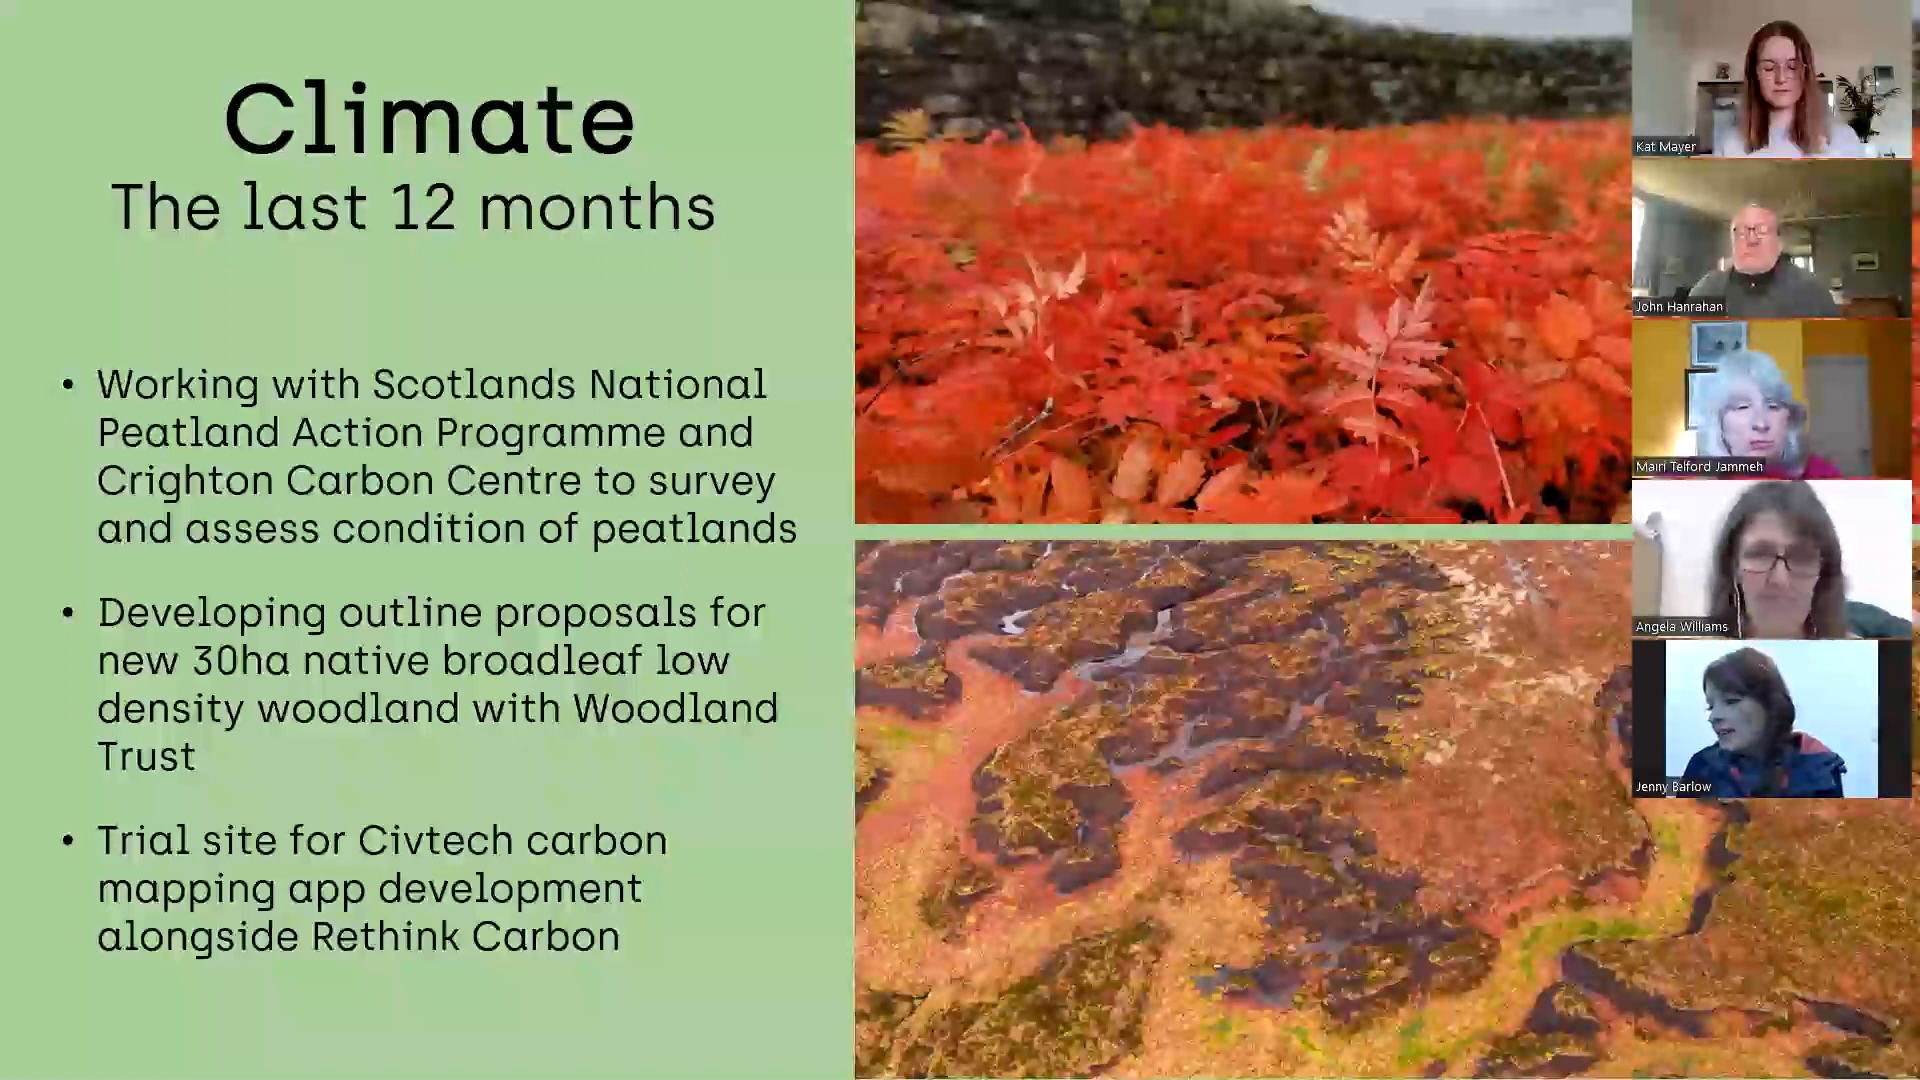 Climate
The last 12 months
• Working with Scotlands National
Peatland Action Programme and
Crighton Carbon Centre to survey
and assess condition of peatlands
• Developing outline proposals for
new 30ha native broadleaf low
density woodland with Woodland
Trust
• Trial site for Civtech carbon
mapping app development
alongside Rethink Carbon
Kat Mayer
John Hanrahan
Mairi Telford Jammeh
Angela Williams
Jenny Barlow